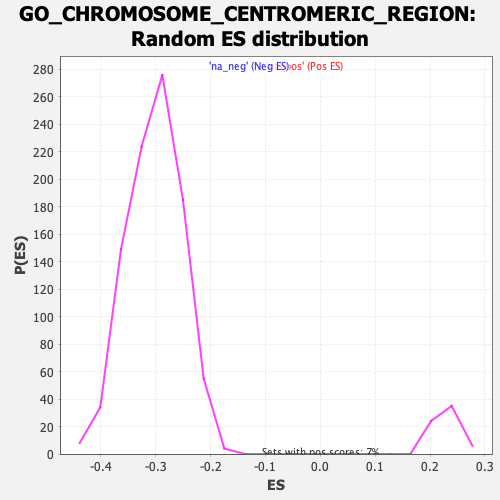 GO_CHROMOSOME_CENTROMERIC_REGION:
Random ES distribution
'na_neg' (Neg ES) pos' (Pos ES)
280
260
240
220
200
180
160
140
120
100
80
60
40
20
0
P(ES)
Sets with pos scores: 7%
-0.4 -0.3 -0.2 -0.1 0.0 0.1 0.2 0.3
ES